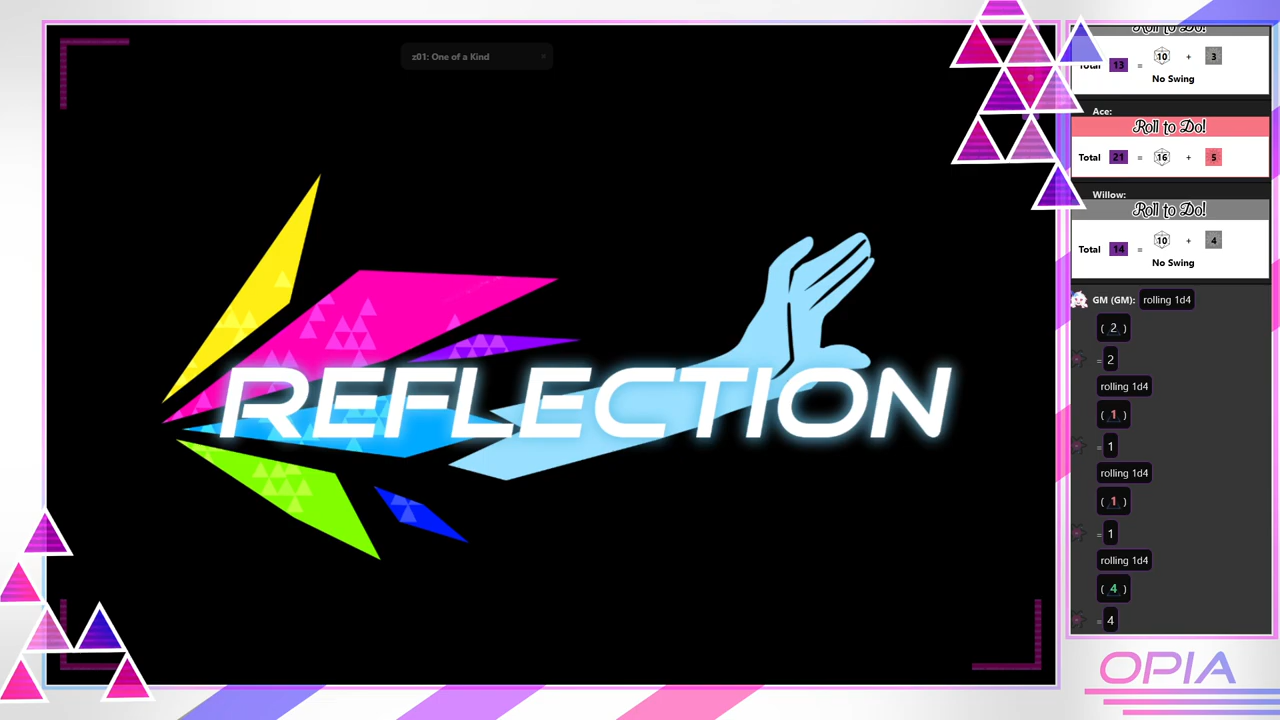 z01: One of a Kind
REFLECTION
Roll to Do!
Total 13 = 10 + 3
No Swing
Ace:
Roll to Do!
Total 21 = 16 + 5
Willow:
Roll to Do!
Total 14 = 10 + 4
No Swing
GM (GM): rolling 1d4
( 2 )
= 2
rolling 1d4
( 1 )
= 1
rolling 1d4
( 1 )
= 1
rolling 1d4
( 4 )
= 4
OPIA